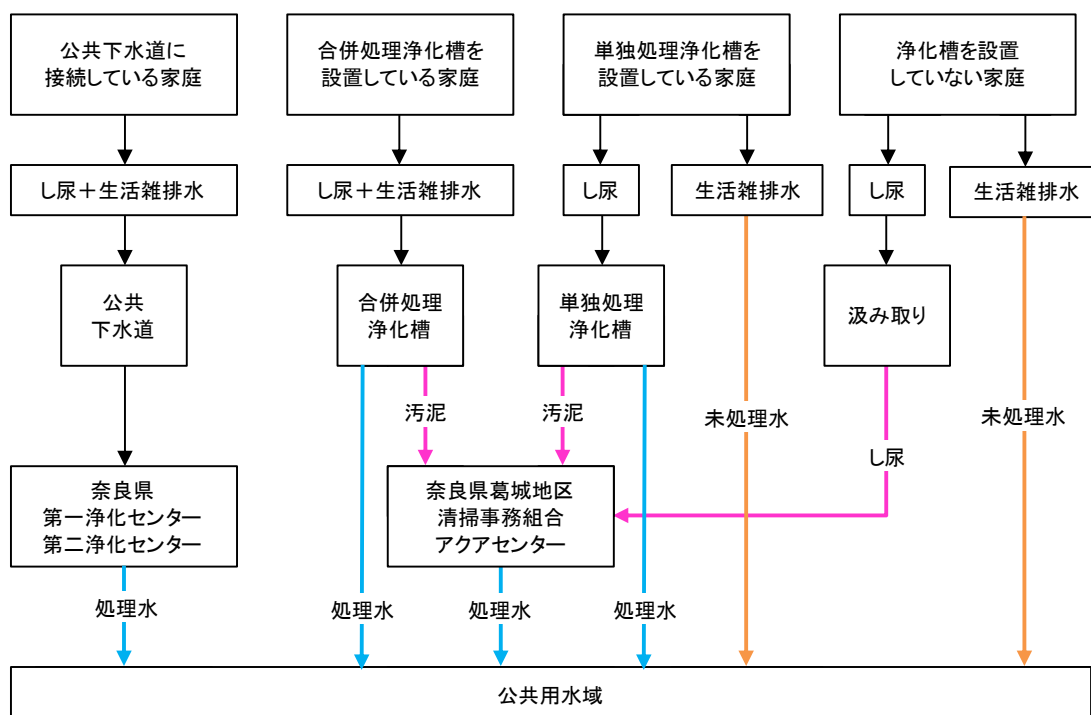 公共下水道に
接続している家庭
合併処理浄化槽を
設置している家庭
単独処理浄化槽を
設置している家庭
浄化槽を設置
していない家庭
し尿＋生活雑排水
し尿＋生活雑排水
し尿
生活雑排水
し尿
生活雑排水
公共
下水道
合併処理
浄化槽
単独処理
浄化槽
汲み取り
汚泥
汚泥
未処理水
未処理水
し尿
奈良県
第一浄化センター
第二浄化センター
奈良県葛城地区
清掃事務組合
アクアセンター
処理水
処理水
処理水
処理水
公共用水域